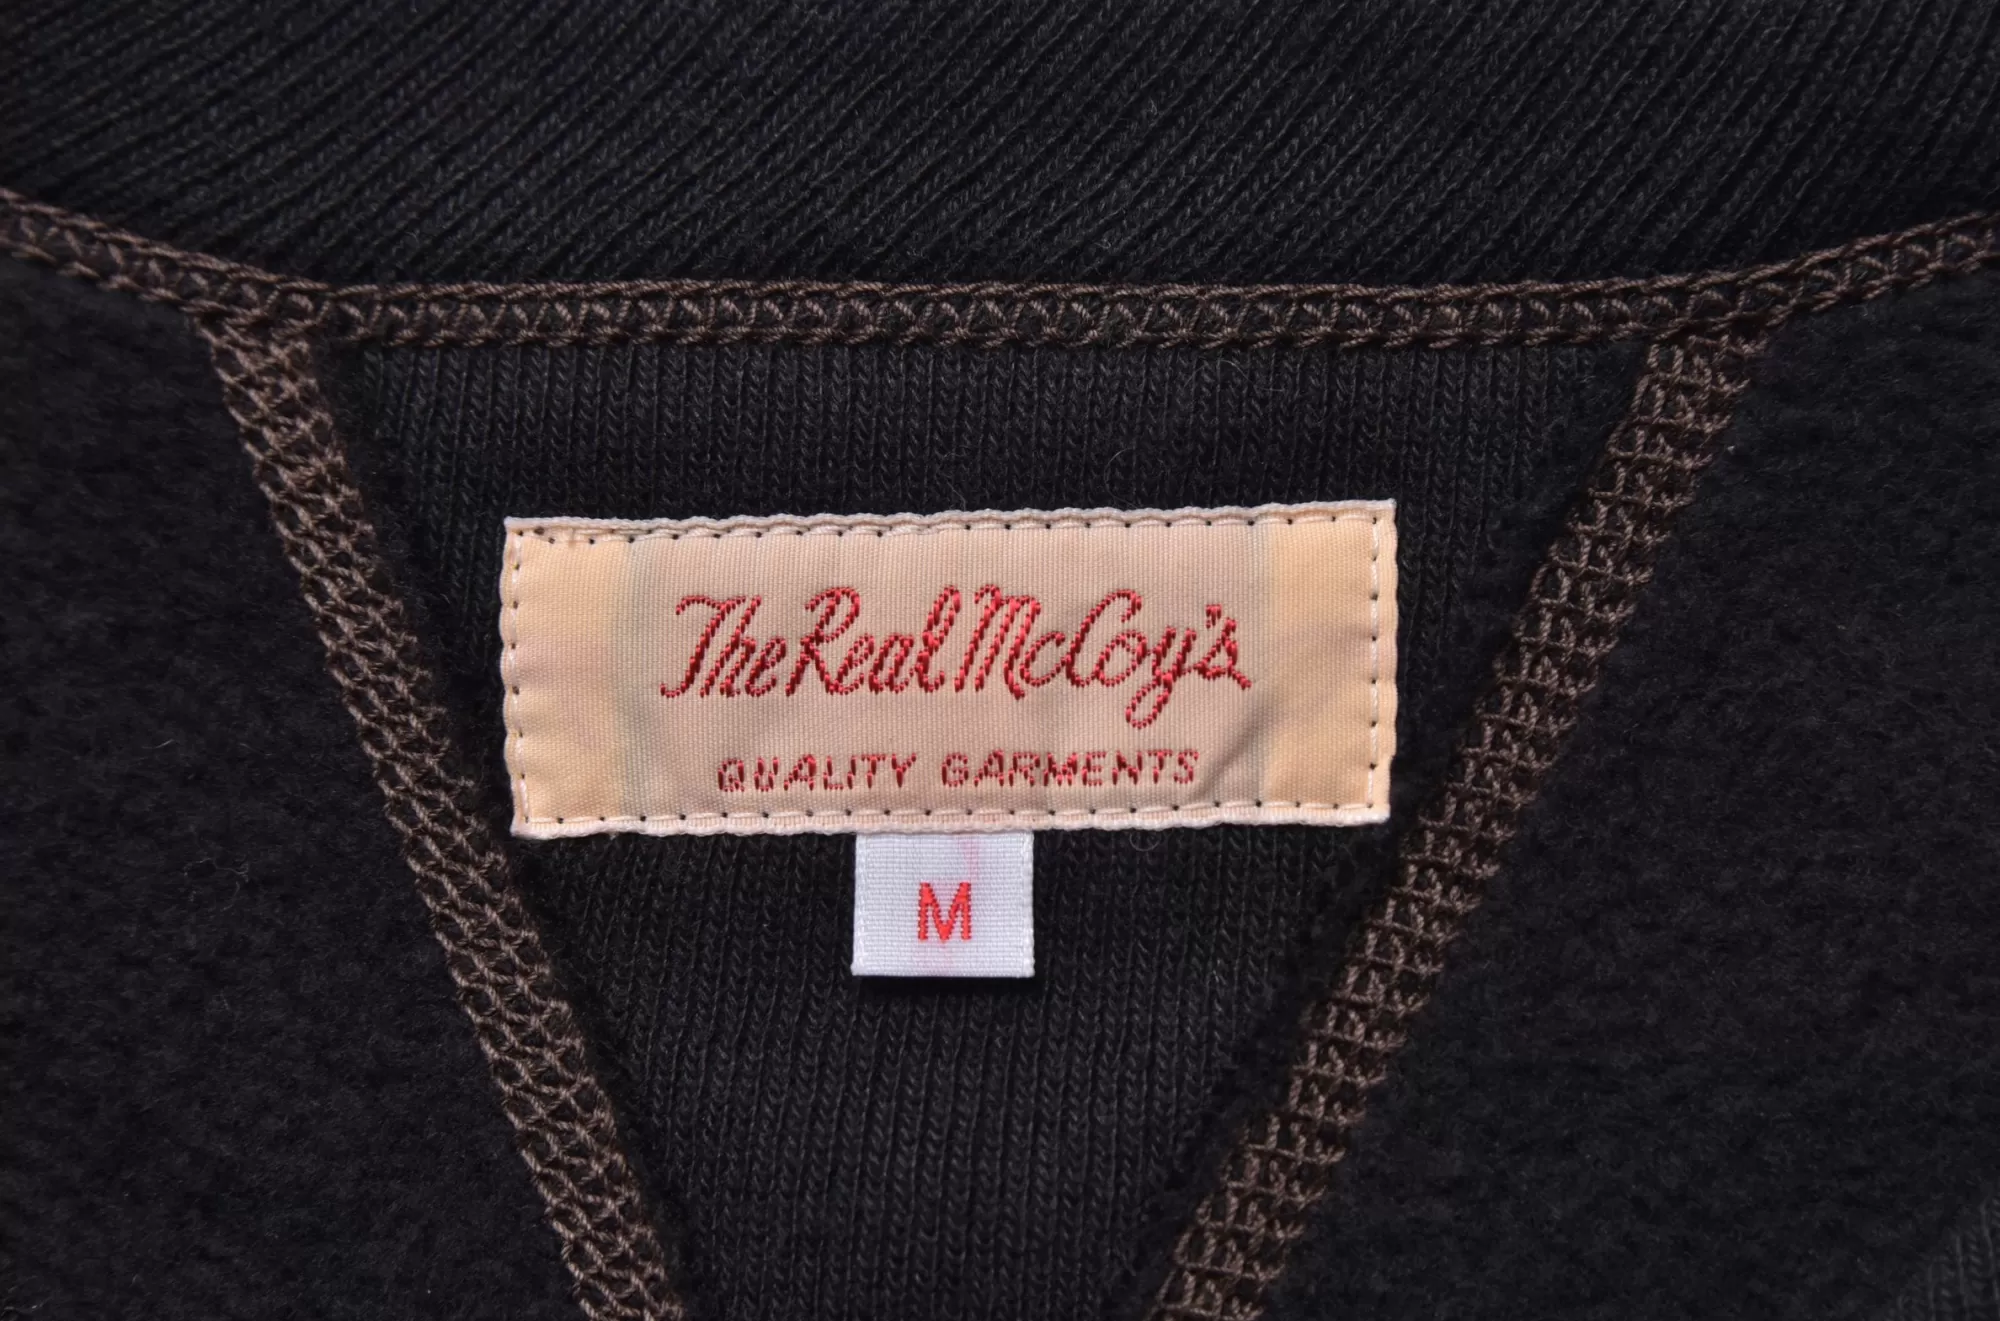 The Real McCoy's
QUALITY GARMENTS
M